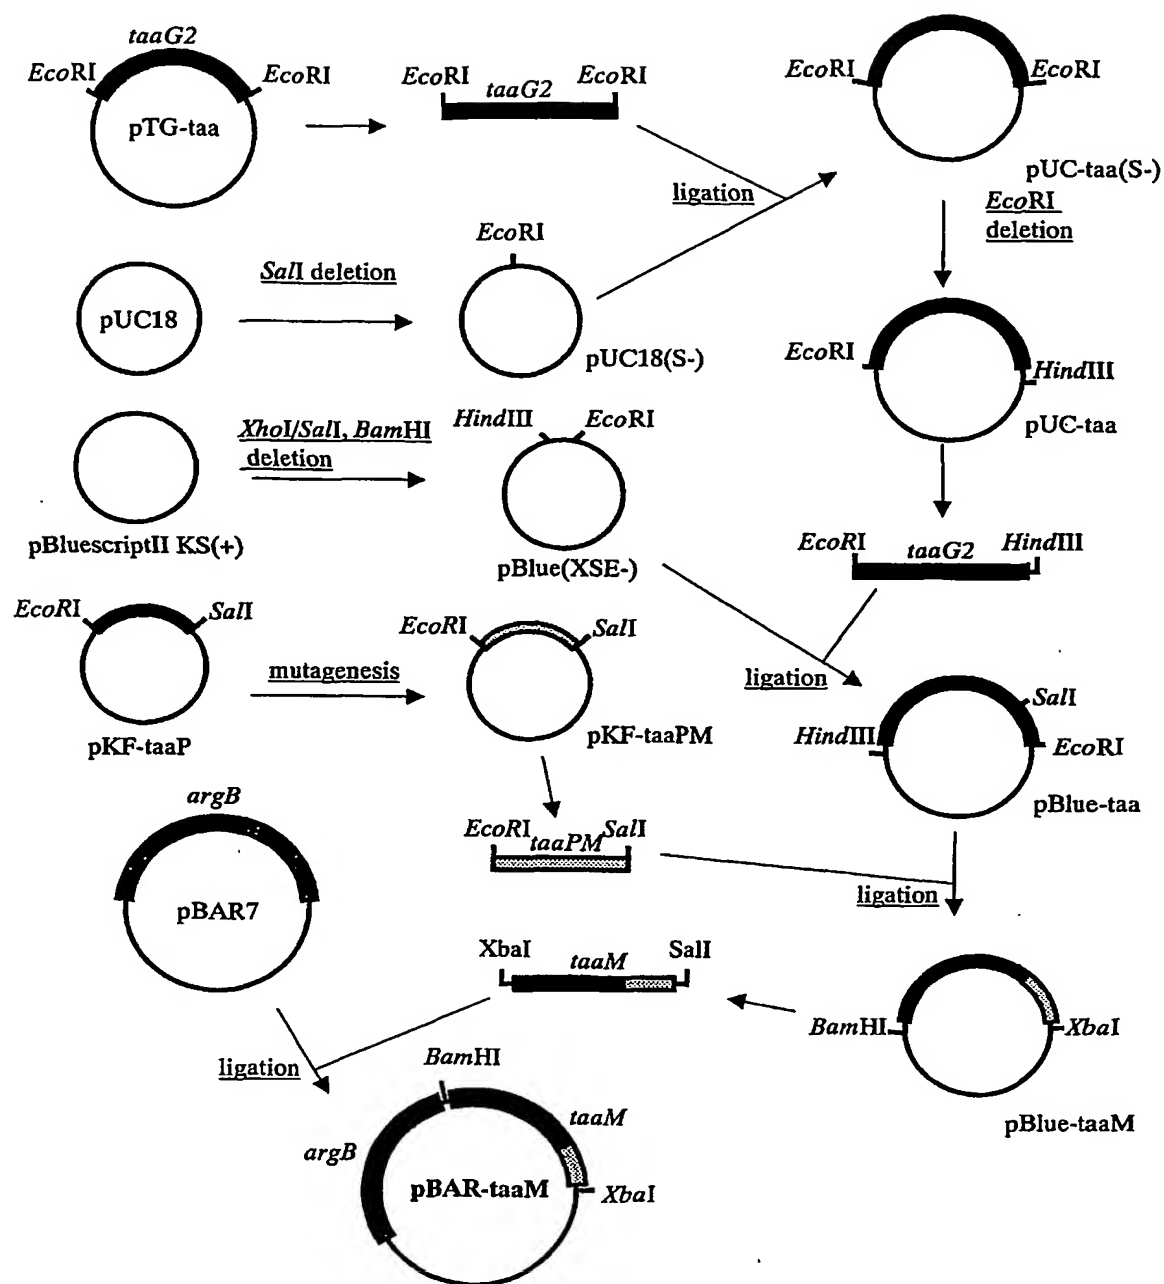 taaG2
EcoRI
EcoRI
pTG-taa
EcoRI
EcoRI
taaG2
EcoRI
EcoRI
pUC-taa(S-)
ligation
EcoRI
deletion
pUC18
SalI deletion
EcoRI
pUC18(S-)
EcoRI
HindIII
pUC-taa
pBluescriptII KS(+)
XhoI/SalI, BamHI
deletion
HindIII
EcoRI
pBlue(XSE-)
EcoRI
taaG2
HindIII
ligation
EcoRI
SalI
pKF-taaP
mutagenesis
EcoRI
SalI
pKF-taaPM
HindIII
SalI
EcoRI
pBlue-taa
EcoRI
taaPM
SalI
ligation
argB
pBAR7
XbaI
taaM
SalI
BamHI
XbaI
pBlue-taaM
ligation
BamHI
taaM
argB
pBAR-taaM
XbaI